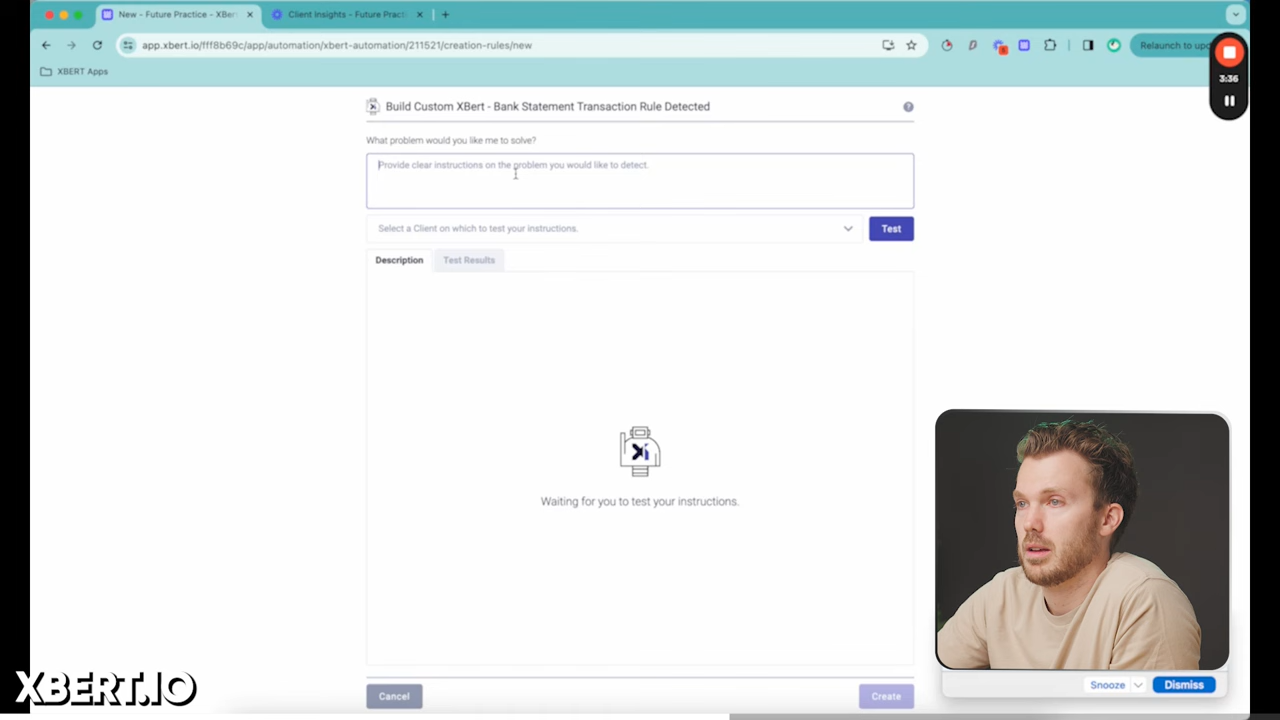 New - Future Practice - XBer
Client Insights - Future Practi
app.xbert.io/fff8b69c/app/automation/xbert-automation/211521/creation-rules/new
Relaunch to upd
XBERT Apps
3:36
Build Custom XBert - Bank Statement Transaction Rule Detected
What problem would you like me to solve?
Provide clear instructions on the problem you would like to detect.
Select a Client on which to test your instructions.
Test
Description
Test Results
Waiting for you to test your instructions.
Cancel
Create
Snooze
Dismiss
XBERT.IO